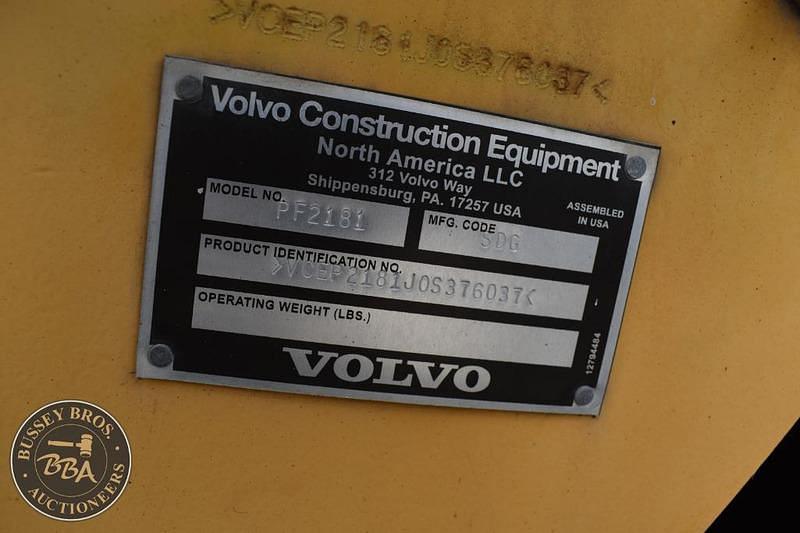 >VCEP2181J0S376037<
Volvo Construction Equipment
North America LLC
312 Volvo Way
Shippensburg, PA. 17257 USA
ASSEMBLED
IN USA
MODEL NO. PF2181
MFG. CODE SDG
PRODUCT IDENTIFICATION NO.
>VCEP2181J0S376037<
OPERATING WEIGHT (LBS.)
VOLVO
12794484
BUSSEY BROS.
BBA
AUCTIONEERS